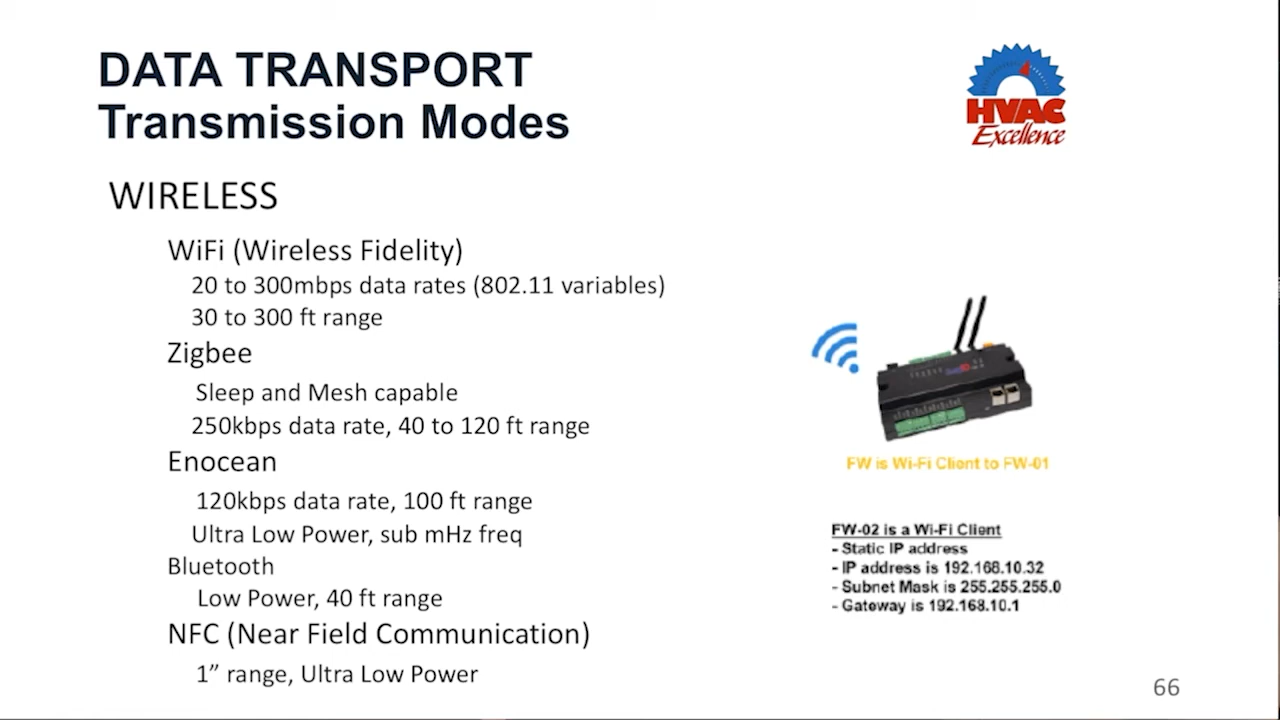 DATA TRANSPORT
Transmission Modes
HVAC
Excellence
WIRELESS
WiFi (Wireless Fidelity)
20 to 300mbps data rates (802.11 variables)
30 to 300 ft range
Zigbee
Sleep and Mesh capable
250kbps data rate, 40 to 120 ft range
Enocean
120kbps data rate, 100 ft range
Ultra Low Power, sub mHz freq
Bluetooth
Low Power, 40 ft range
NFC (Near Field Communication)
1” range, Ultra Low Power
FW is Wi-Fi Client to FW-01
FW-02 is a Wi-Fi Client
- Static IP address
- IP address is 192.168.10.32
- Subnet Mask is 255.255.255.0
- Gateway is 192.168.10.1
66